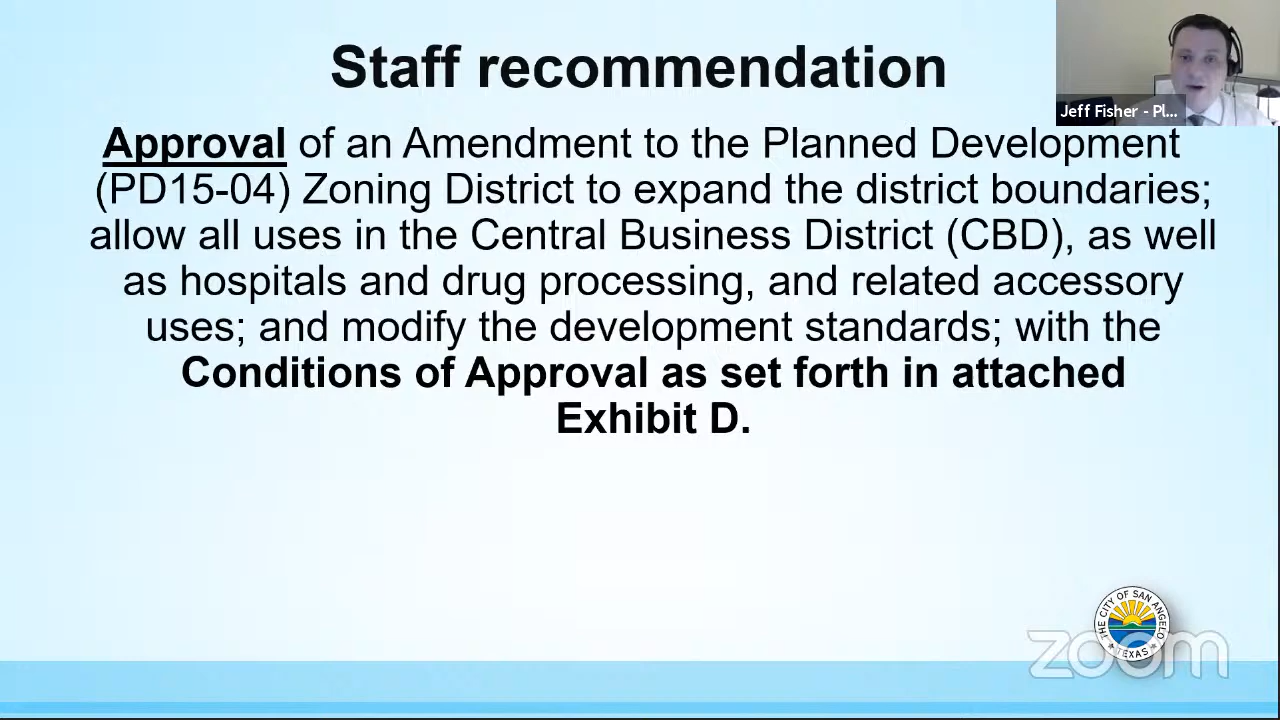 Staff recommendation
Jeff Fisher - Pl...
Approval of an Amendment to the Planned Development
(PD15-04) Zoning District to expand the district boundaries;
allow all uses in the Central Business District (CBD), as well
as hospitals and drug processing, and related accessory
uses; and modify the development standards; with the
Conditions of Approval as set forth in attached
Exhibit D.
THE CITY OF SAN ANGELO
TEXAS
zoom